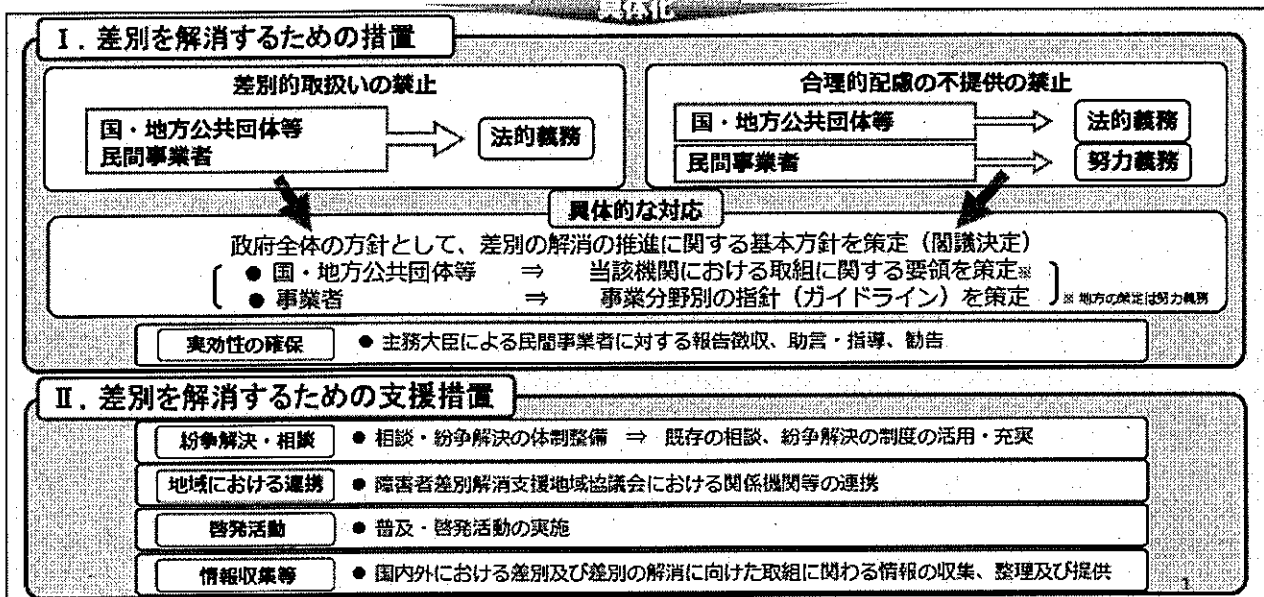 具体化
Ⅰ．差別を解消するための措置
差別的取扱いの禁止
国・地方公共団体等
民間事業者
法的義務
合理的配慮の不提供の禁止
国・地方公共団体等
法的義務
民間事業者
努力義務
具体的な対応
政府全体の方針として、差別の解消の推進に関する基本方針を策定（閣議決定）
● 国・地方公共団体等 ⇒ 当該機関における取組に関する要領を策定※
● 事業者 ⇒ 事業分野別の指針（ガイドライン）を策定
※ 地方の策定は努力義務
実効性の確保 ● 主務大臣による民間事業者に対する報告徴収、助言・指導、勧告
Ⅱ．差別を解消するための支援措置
紛争解決・相談 ● 相談・紛争解決の体制整備 ⇒ 既存の相談、紛争解決の制度の活用・充実
地域における連携 ● 障害者差別解消支援地域協議会における関係機関等の連携
啓発活動 ● 普及・啓発活動の実施
情報収集等 ● 国内外における差別及び差別の解消に向けた取組に関わる情報の収集、整理及び提供
1